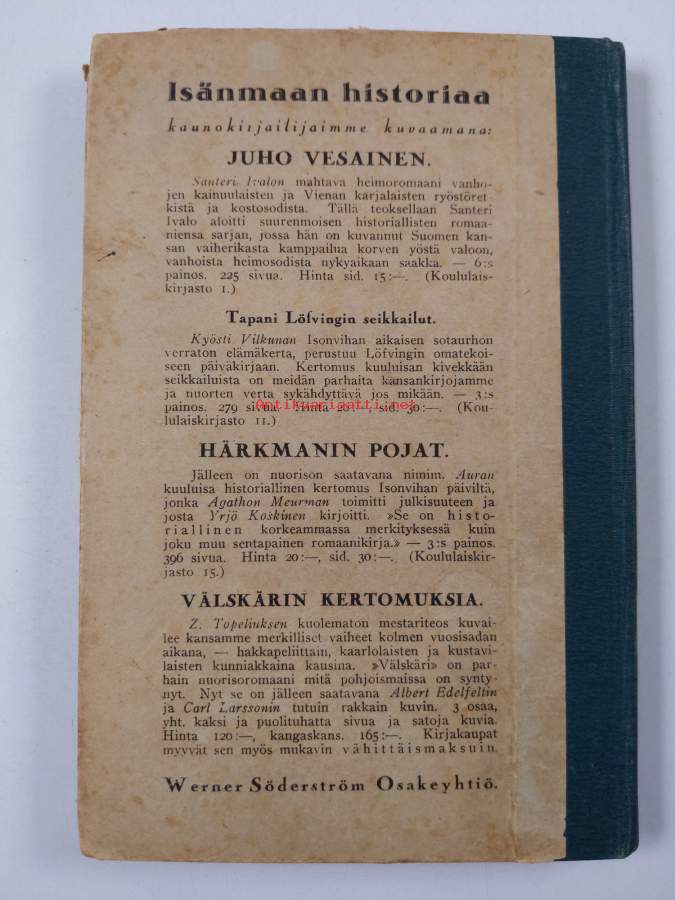 Isänmaan historiaa
kaunokirjailijaimme kuvaamana:
JUHO VESAINEN.
Santeri Ivalon mahtava heimoromaani vanho-
jen kainuulaisten ja Vienan karjalaisten ryöstöret
kistä ja kostosodista. Tällä teoksellaan Santeri
Ivalo aloitti suurenmoisen historiallisten romaa-
niensa sarjan, jossa hän on kuvannut Suomen kan-
san vaiherikasta kamppailua korven yöstä valoon,
vanhoista heimosodista nykyaikaan saakka. — 6:s
painos. 225 sivua. Hinta sid. 15:—. (Koululais-
kirjasto 1.)
Tapani Löfvingin seikkailut.
Kyösti Vilkunan Isonvihan aikaisen sotaurhon
verraton elämäkerta, perustuu Löfvingin omatekoi-
seen päiväkirjaan. Kertomus kuuluisan kivekkään
seikkailuista on meidän parhaita kansankirjojamme
ja nuorten verta sykähdyttävä jos mikään. — 3:s
painos. 279 sivua. Hinta 20:—, sid. 30:—. (Kou-
lulaiskirjasto 11.)
Antikvariaatti.net
HÄRKMANIN POJAT.
Jälleen on nuorison saatavana nimim. Auran
kuuluisa historiallinen kertomus Isonvihan päiviltä,
jonka Agathon Meurman toimitti julkisuuteen ja
josta Yrjö Koskinen kirjoitti. »Se on histo-
riallinen korkeammassa merkityksessä kuin
joku muu sentapainen romaanikirja.» — 3:s painos.
396 sivua. Hinta 20:—, sid. 30:—. (Koululaiskir-
jasto 15.)
VÄLSKÄRIN KERTOMUKSIA.
Z. Topeliuksen kuolematon mestariteos kuvai-
lee kansamme merkilliset vaiheet kolmen vuosisadan
aikana, — hakkapeliittain, kaarlolaisten ja kustavi-
laisten kunniakkaina kausina. »Välskäri» on par-
hain nuorisoromaani mitä pohjoismaissa on synty-
nyt. Nyt se on jälleen saatavana Albert Edelfeltin
ja Carl Larssonin tutuin rakkain kuvin. 3 osaa,
yht. kaksi ja puolituhatta sivua ja satoja kuvia.
Hinta 120:—, kangaskans. 165:—. Kirjakaupat
myyvät sen myös mukavin vähittäismaksuin.
Werner Söderström Osakeyhtiö.